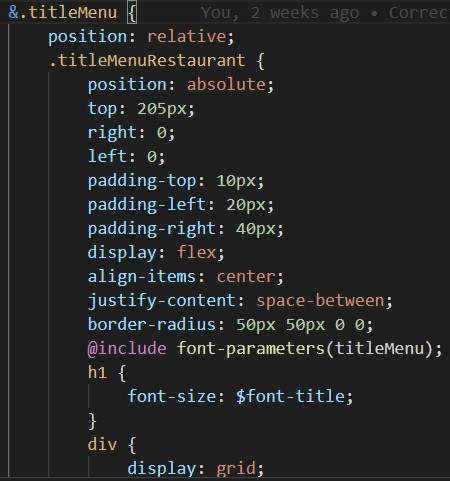 &.titleMenu {    You, 2 weeks ago • Correc
    position: relative;
    .titleMenuRestaurant {
        position: absolute;
        top: 205px;
        right: 0;
        left: 0;
        padding-top: 10px;
        padding-left: 20px;
        padding-right: 40px;
        display: flex;
        align-items: center;
        justify-content: space-between;
        border-radius: 50px 50px 0 0;
        @include font-parameters(titleMenu);
        h1 {
            font-size: $font-title;
        }
        div {
            display: grid;